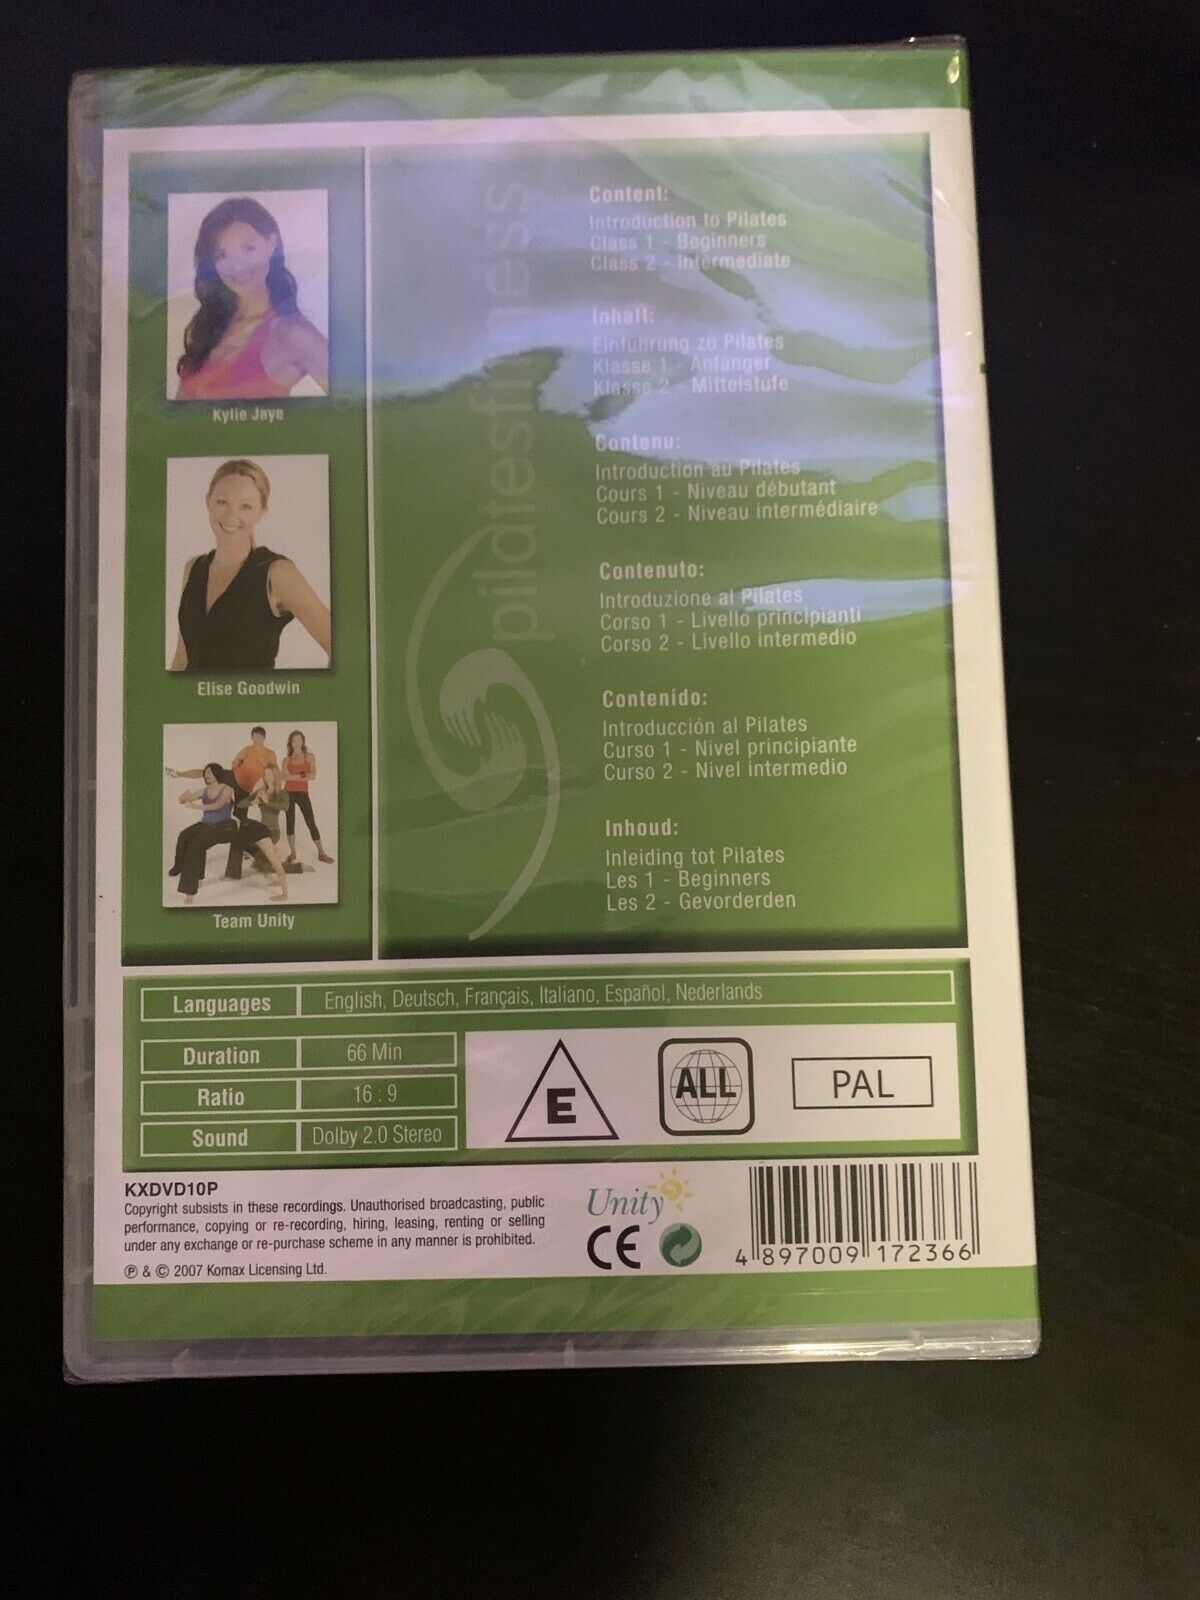 Kylie Jaye
Elise Goodwin
Team Unity
pilatesfitness
Content:
Introduction to Pilates
Class 1 - Beginners
Class 2 - Intermediate
Inhalt:
Einführung zu Pilates
Klasse 1 - Anfänger
Klasse 2 - Mittelstufe
Contenu:
Introduction au Pilates
Cours 1 - Niveau débutant
Cours 2 - Niveau intermédiaire
Contenuto:
Introduzione al Pilates
Corso 1 - Livello principianti
Corso 2 - Livello intermedio
Contenido:
Introducción al Pilates
Curso 1 - Nivel principiante
Curso 2 - Nivel intermedio
Inhoud:
Inleiding tot Pilates
Les 1 - Beginners
Les 2 - Gevorderden
Languages English, Deutsch, Français, Italiano, Español, Nederlands
Duration 66 Min
Ratio 16 : 9
Sound Dolby 2.0 Stereo
E
ALL
PAL
KXDVD10P
Copyright subsists in these recordings. Unauthorised broadcasting, public
performance, copying or re-recording, hiring, leasing, renting or selling
under any exchange or re-purchase scheme in any manner is prohibited.
℗ & © 2007 Komax Licensing Ltd.
Unity
CE
4 897009 172366